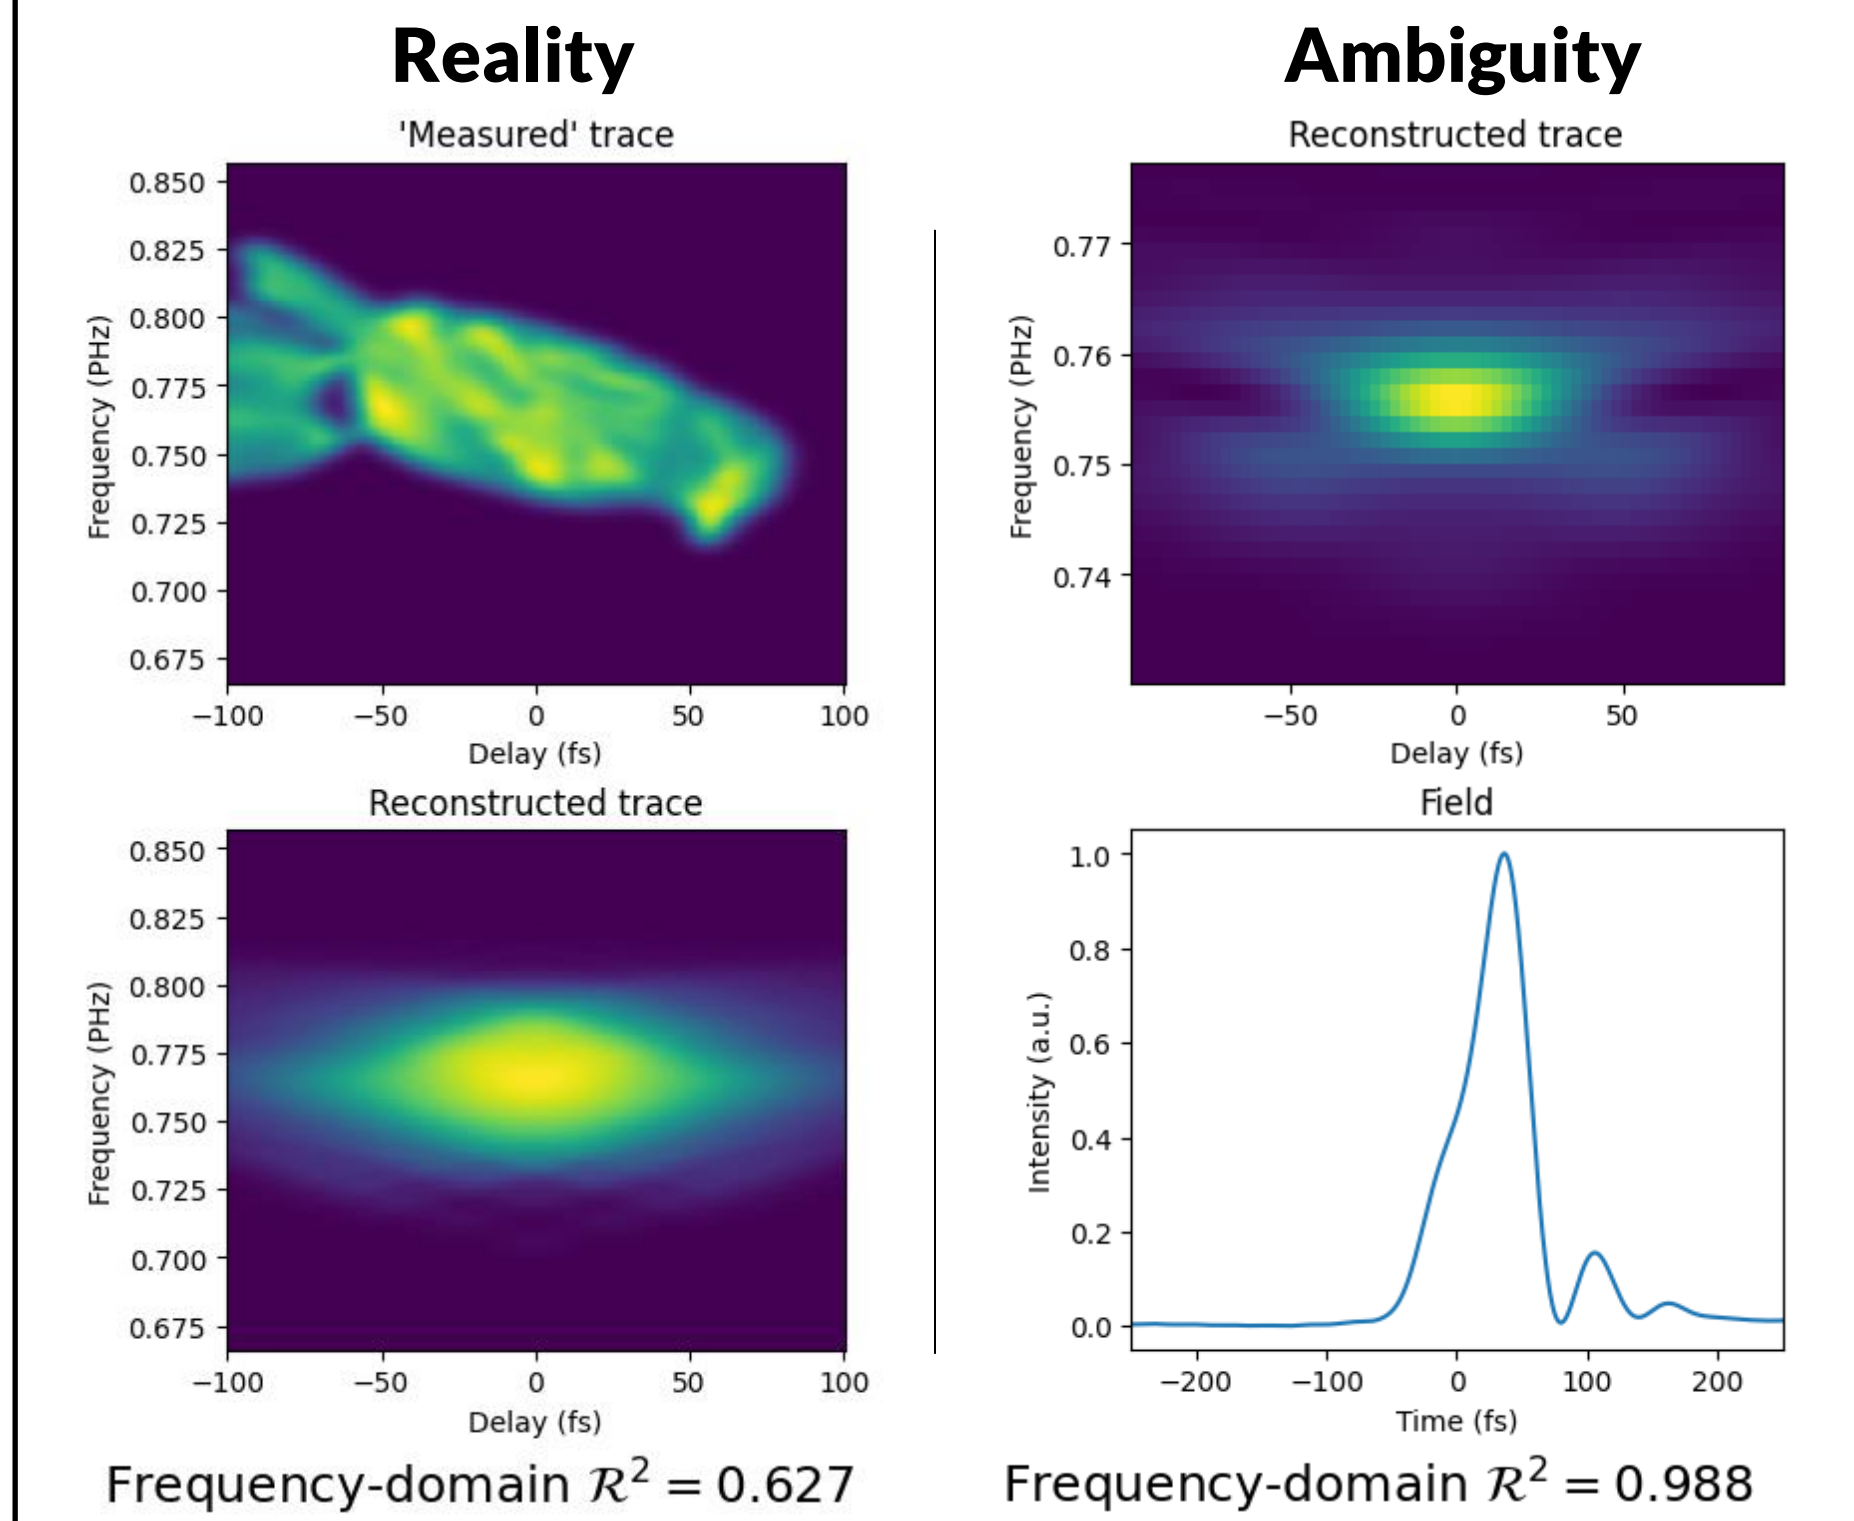 Reality
'Measured' trace
0.850
0.825
0.800
0.775
0.750
0.725
0.700
0.675
Frequency (PHz)
−100 −50 0 50 100
Delay (fs)
Reconstructed trace
0.850
0.825
0.800
0.775
0.750
0.725
0.700
0.675
Frequency (PHz)
−100 −50 0 50 100
Delay (fs)
Frequency-domain ℛ² = 0.627
Ambiguity
Reconstructed trace
0.77
0.76
0.75
0.74
Frequency (PHz)
−50 0 50
Delay (fs)
Field
1.0
0.8
0.6
0.4
0.2
0.0
Intensity (a.u.)
−200 −100 0 100 200
Time (fs)
Frequency-domain ℛ² = 0.988